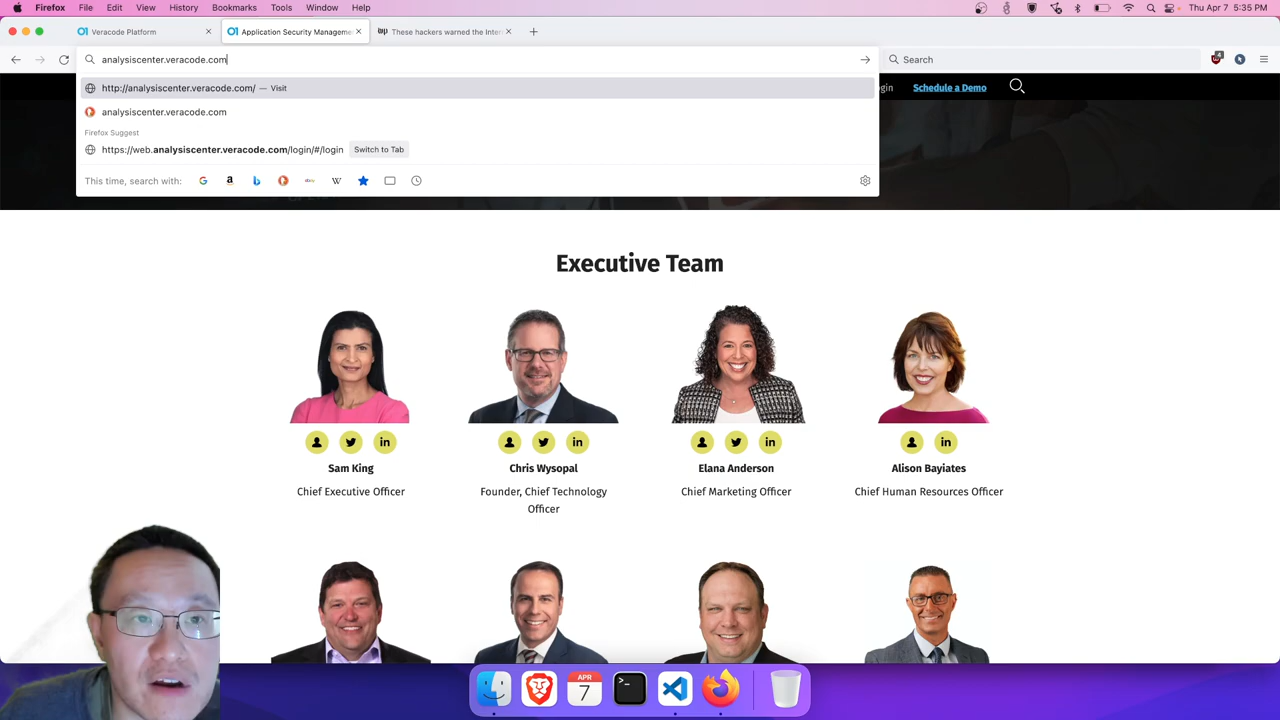 Firefox File Edit View History Bookmarks Tools Window Help Thu Apr 7 5:35 PM
Veracode Platform Application Security Manageme These hackers warned the Inter
analysiscenter.veracode.com Search
http://analysiscenter.veracode.com/ — Visit
gin Schedule a Demo
analysiscenter.veracode.com
Firefox Suggest
https://web.analysiscenter.veracode.com/login/#/login Switch to Tab
This time, search with:
Executive Team
Sam King Chris Wysopal Elana Anderson Alison Bayiates
Chief Executive Officer Founder, Chief Technology Chief Marketing Officer Chief Human Resources Officer
Officer
APR
7